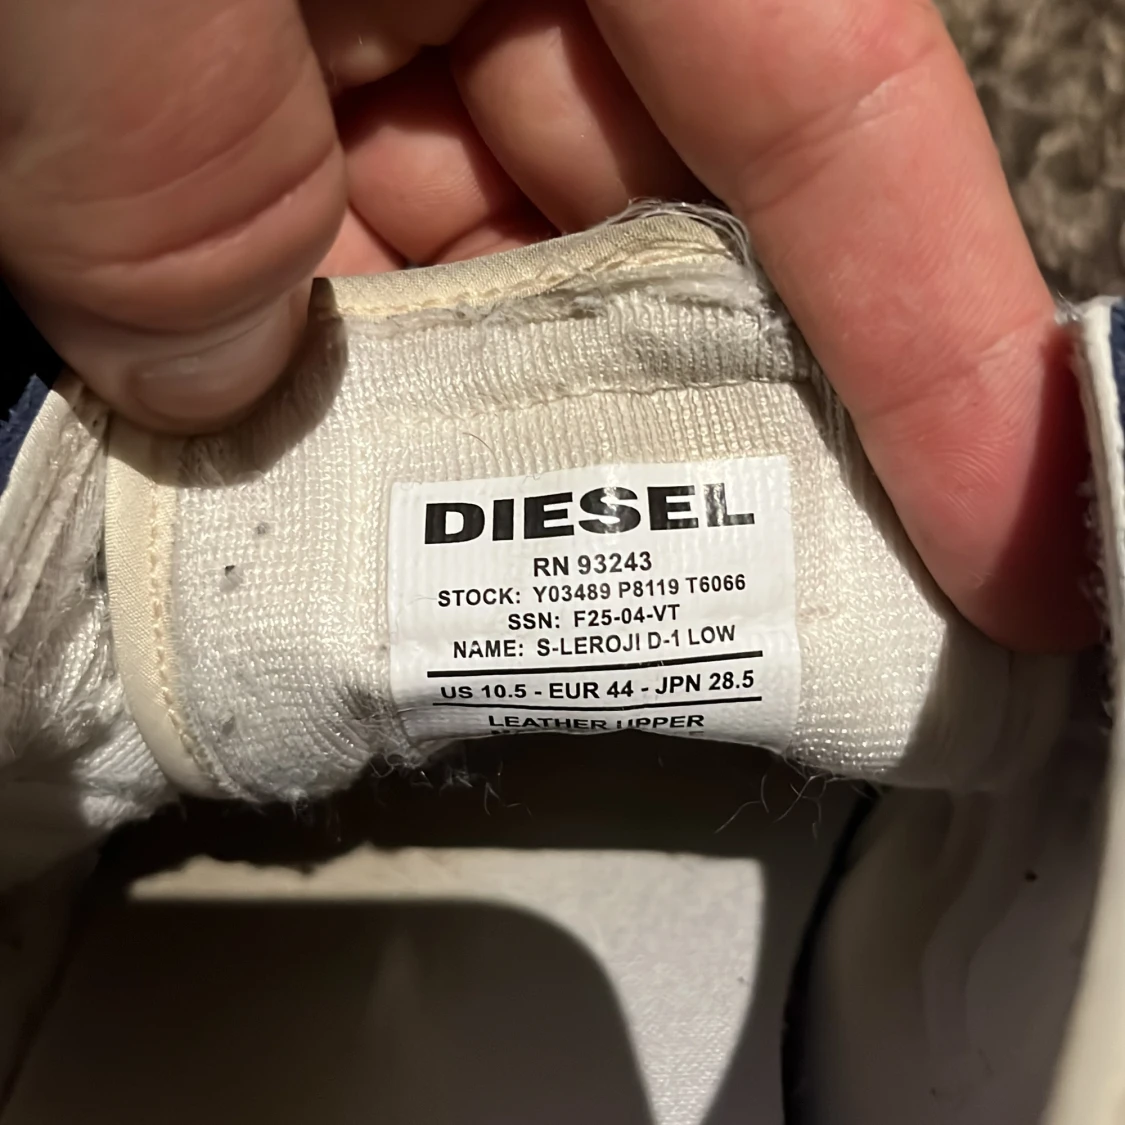 DIESEL
RN 93243
STOCK: Y03489 P8119 T6066
SSN: F25-04-VT
NAME: S-LEROJI D-1 LOW
US 10.5 - EUR 44 - JPN 28.5
LEATHER UPPER